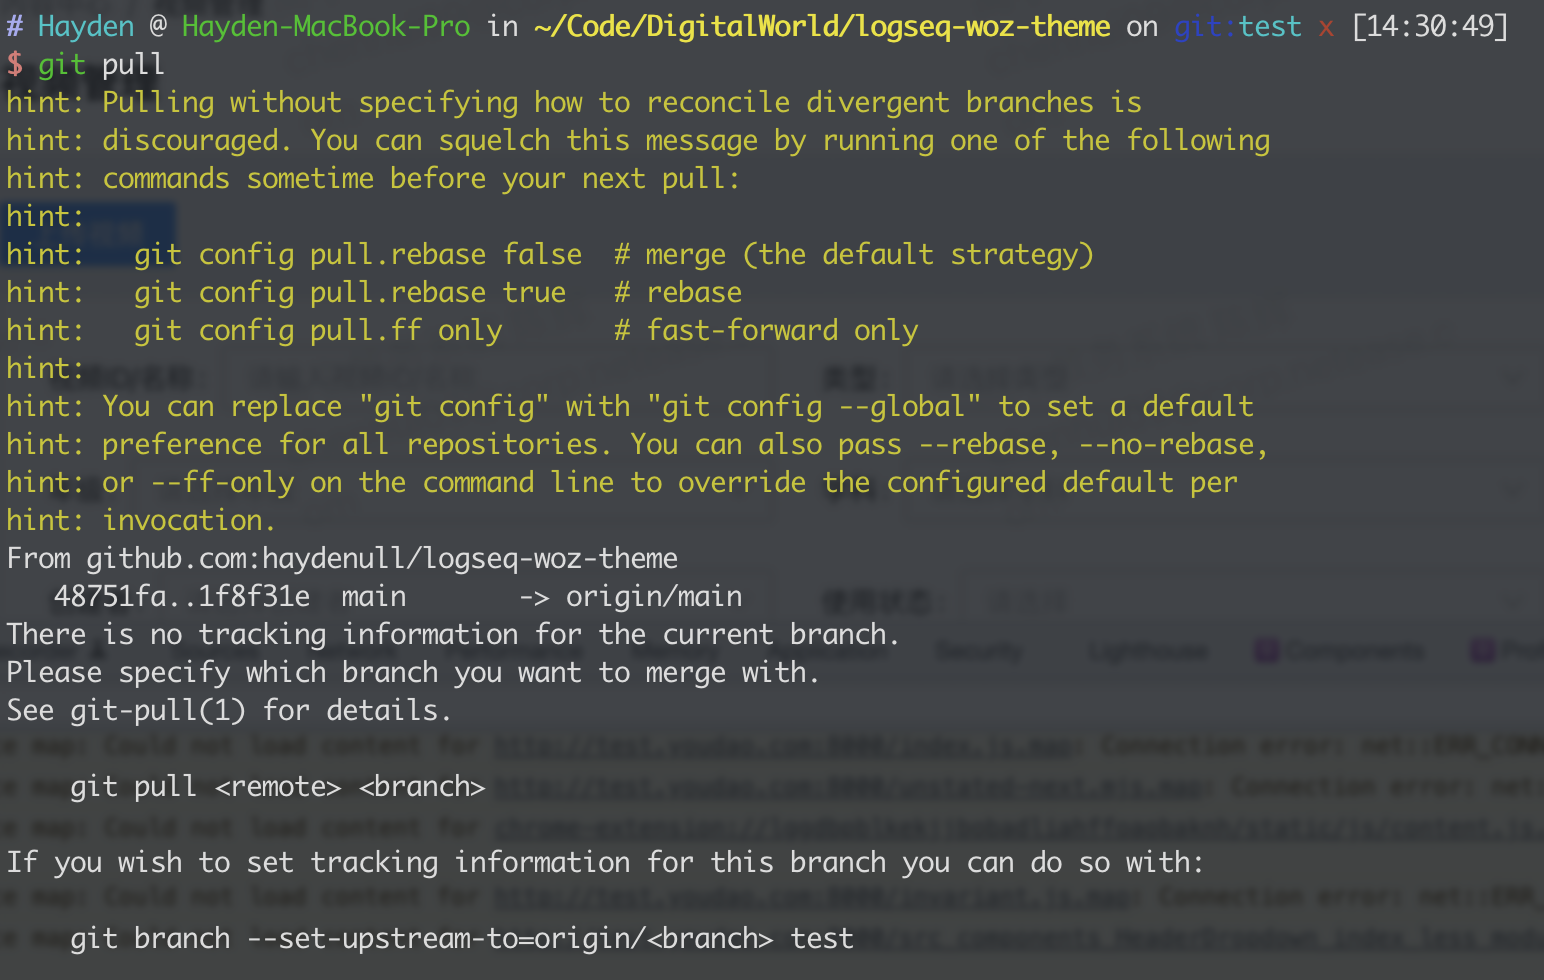 # Hayden @ Hayden-MacBook-Pro in ~/Code/DigitalWorld/logseq-woz-theme on git:test x [14:30:49]
$ git pull
hint: Pulling without specifying how to reconcile divergent branches is
hint: discouraged. You can squelch this message by running one of the following
hint: commands sometime before your next pull:
hint:
hint:   git config pull.rebase false  # merge (the default strategy)
hint:   git config pull.rebase true   # rebase
hint:   git config pull.ff only       # fast-forward only
hint:
hint: You can replace "git config" with "git config --global" to set a default
hint: preference for all repositories. You can also pass --rebase, --no-rebase,
hint: or --ff-only on the command line to override the configured default per
hint: invocation.
From github.com:haydenull/logseq-woz-theme
   48751fa..1f8f31e  main       -> origin/main
There is no tracking information for the current branch.
Please specify which branch you want to merge with.
See git-pull(1) for details.
    git pull <remote> <branch>
If you wish to set tracking information for this branch you can do so with:
    git branch --set-upstream-to=origin/<branch> test